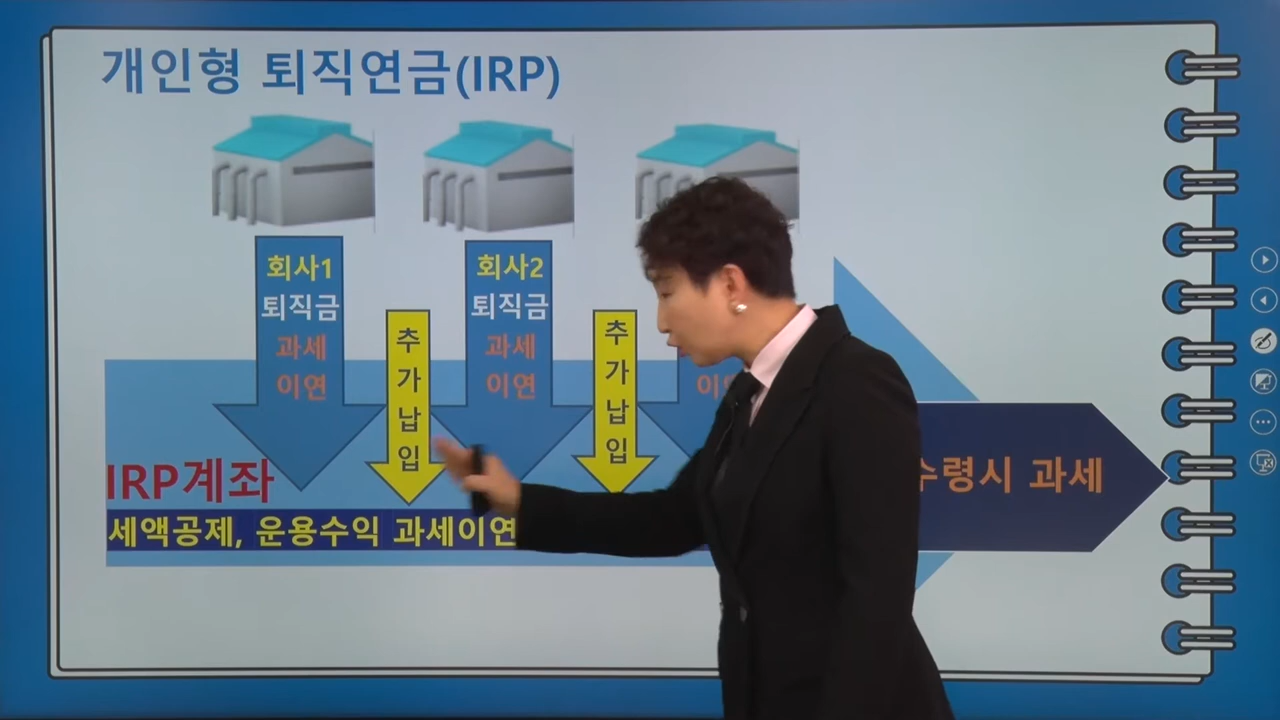 개인형 퇴직연금(IRP)
회사1
퇴직금
과세
이연
추가납입
회사2
퇴직금
과세
이연
추가납입
IRP계좌
세액공제, 운용수익 과세이연
수령시 과세